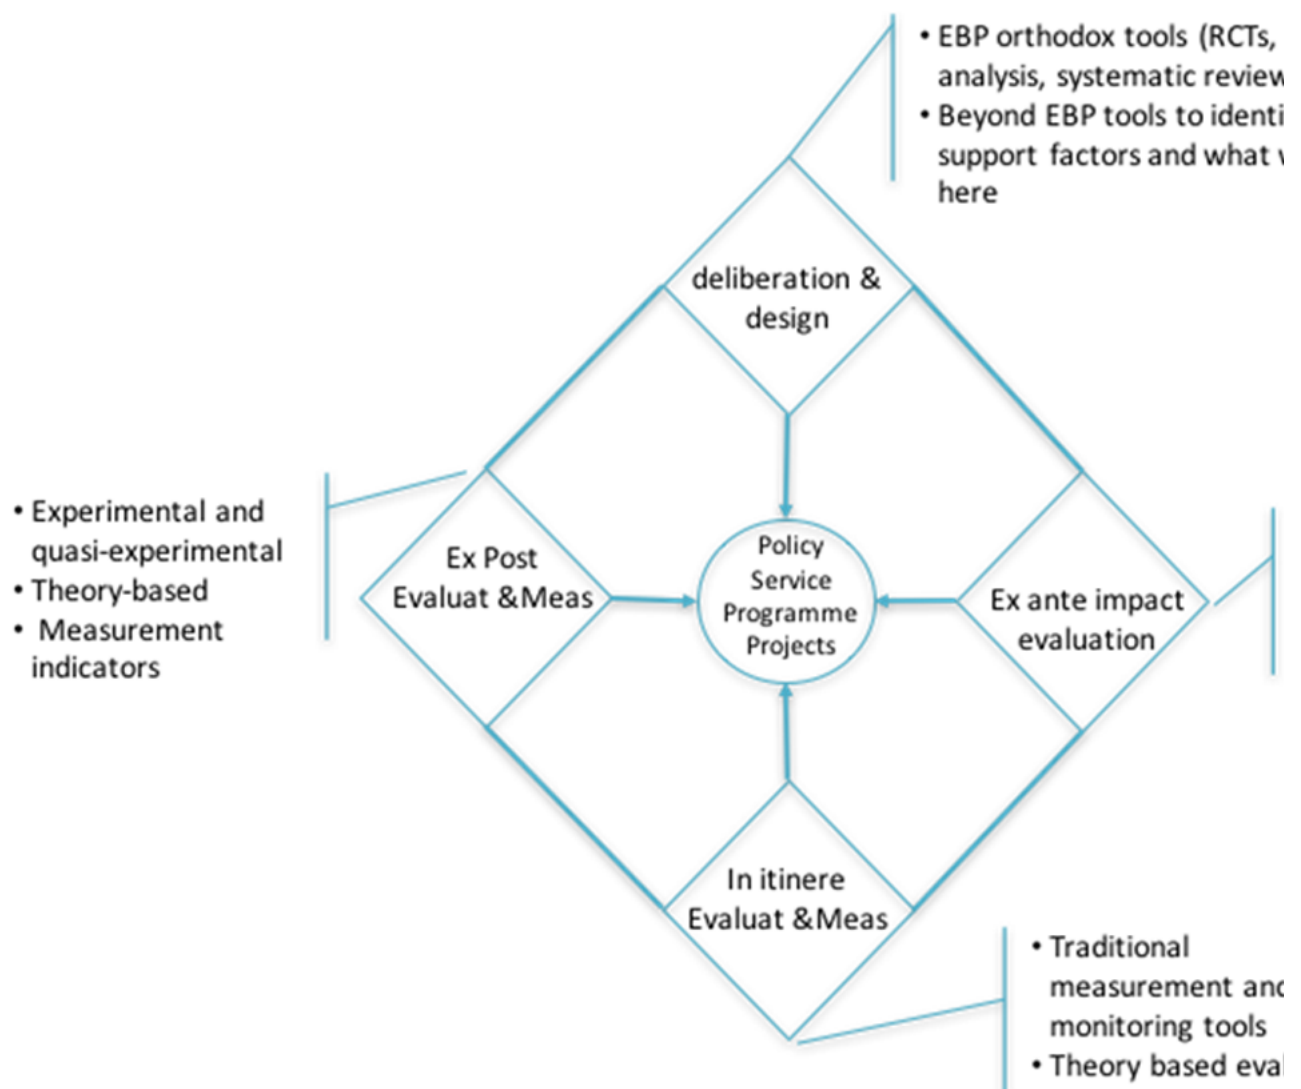 • EBP orthodox tools (RCTs,
analysis, systematic review
• Beyond EBP tools to identi
support factors and what
here
deliberation &
design
• Experimental and
quasi-experimental
• Theory-based
• Measurement
indicators
Ex Post
Evaluat &Meas
Policy
Service
Programme
Projects
Ex ante impact
evaluation
In itinere
Evaluat &Meas
• Traditional
measurement and
monitoring tools
• Theory based eval